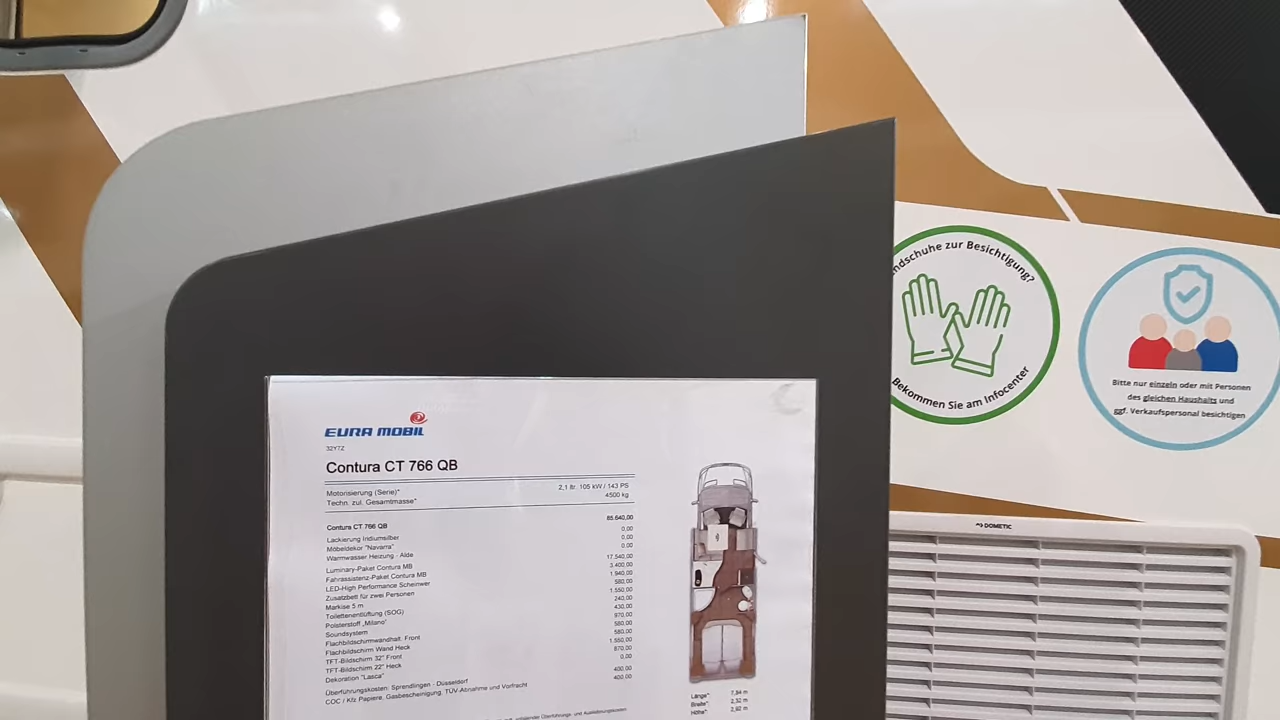 EURA MOBIL
32Y7Z
Contura CT 766 QB
Motorisierung (Serie)* 2,1 ltr. 105 kW / 143 PS
Techn. zul. Gesamtmasse* 4500 kg
Contura CT 766 QB 85.640,00
Lackierung Iridiumsilber 0,00
Möbeldekor "Navarra" 0,00
Warmwasser Heizung - Alde 0,00
Luminary-Paket Contura MB 17.540,00
Fahrassistenz-Paket Contura MB 3.400,00
LED-High Performance Scheinwer 1.940,00
Zusatzbett für zwei Personen 580,00
Markise 5 m 1.550,00
Toilettenentlüftung (SOG) 240,00
Polsterstoff „Milano" 430,00
Soundsystem 970,00
Flachbildschirmwandhalt. Front 580,00
Flachbildschirm Wand Heck 580,00
TFT-Bildschirm 32" Front 1.550,00
TFT-Bildschirm 22" Heck 870,00
Dekoration "Lasca" 0,00
Überführungskosten: Sprendlingen - Düsseldorf 400,00
COC / Kfz Papiere, Gasbescheinigung, TÜV-Abnahme und Vorfracht 400,00
Länge* 7,84 m
Breite* 2,32 m
Höhe* 2,92 m
ndschuhe zur Besichtigung?
Bekommen Sie am Infocenter
Bitte nur einzeln oder mit Personen
des gleichen Haushalts und
ggf. Verkaufspersonal besichtigen
DOMETIC